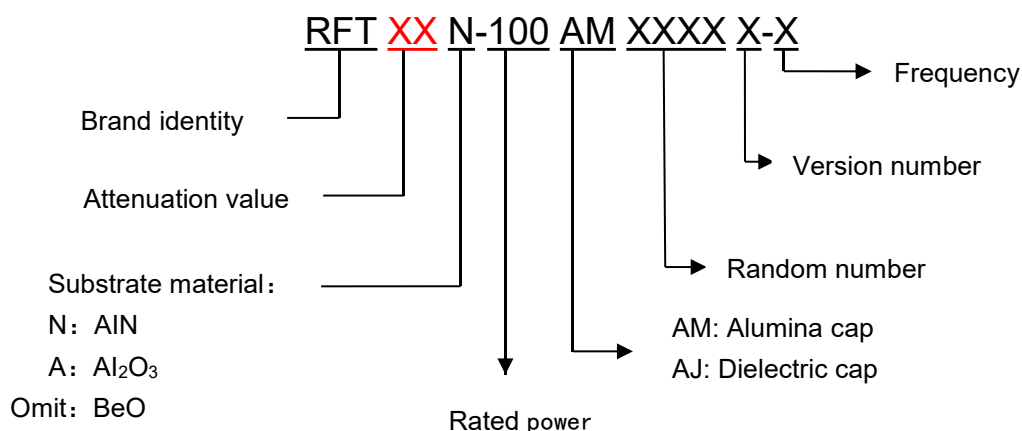 RFT XX N-100 AM XXXX X-X
Frequency
Brand identity
Version number
Attenuation value
Random number
Substrate material：
N：AlN
A：Al₂O₃
Omit：BeO
AM: Alumina cap
AJ: Dielectric cap
Rated power